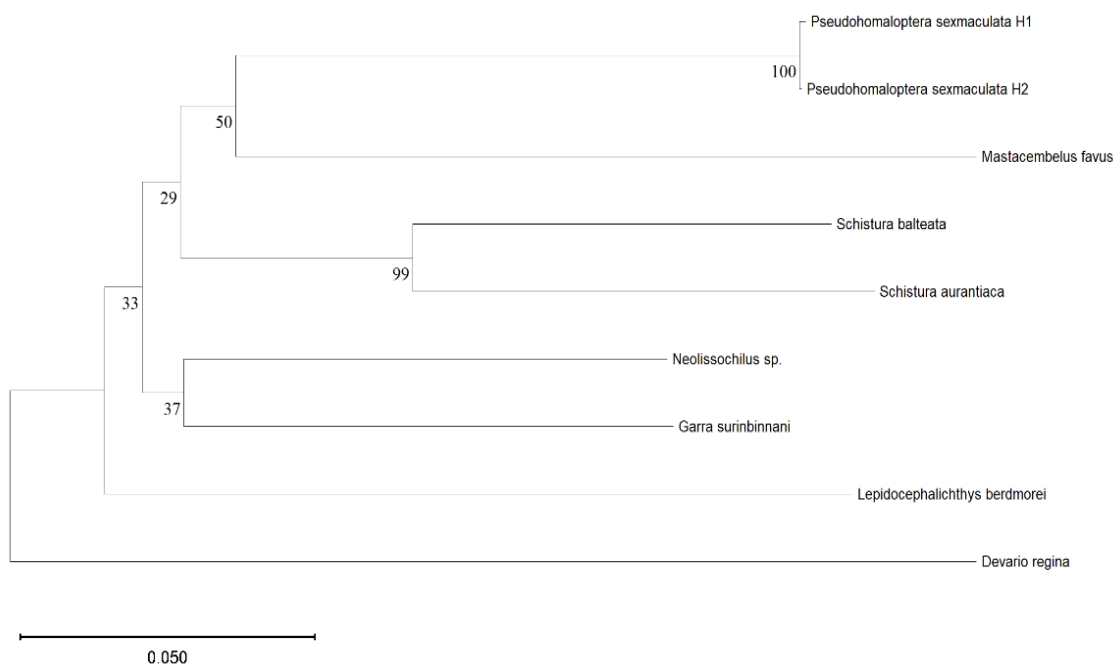 Pseudohomaloptera sexmaculata H1
100
Pseudohomaloptera sexmaculata H2
50
Mastacembelus favus
29
Schistura balteata
99
Schistura aurantiaca
33
Neolissochilus sp.
37
Garra surinbinnani
Lepidocephalichthys berdmorei
Devario regina
0.050